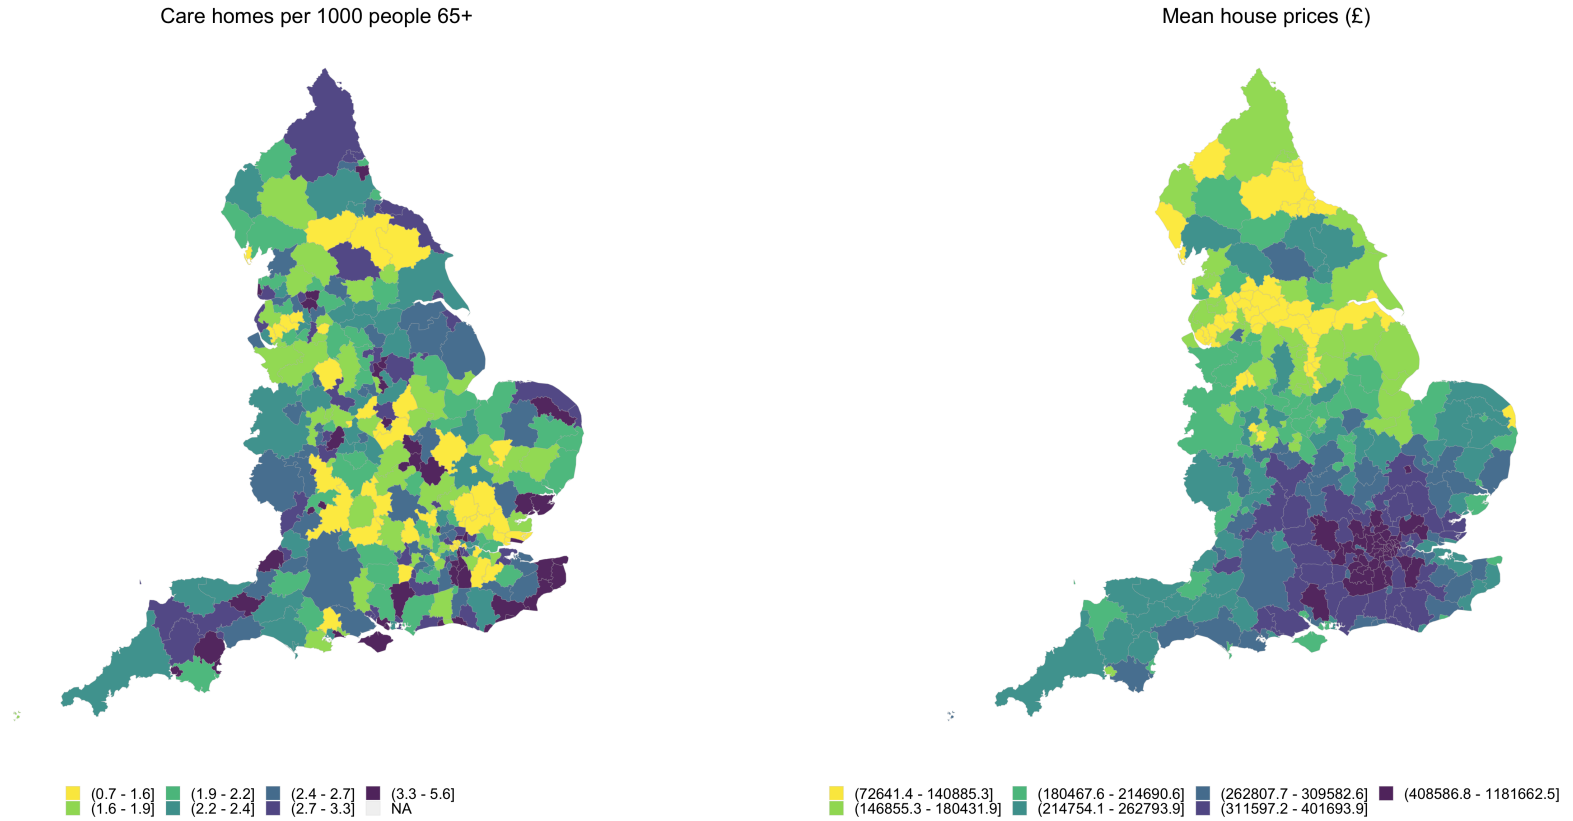 Care homes per 1000 people 65+
Mean house prices (£)
(0.7 - 1.6]
(1.9 - 2.2]
(2.4 - 2.7]
(3.3 - 5.6]
(1.6 - 1.9]
(2.2 - 2.4]
(2.7 - 3.3]
NA
(72641.4 - 140885.3]
(180467.6 - 214690.6]
(262807.7 - 309582.6]
(408586.8 - 1181662.5]
(146855.3 - 180431.9]
(214754.1 - 262793.9]
(311597.2 - 401693.9]